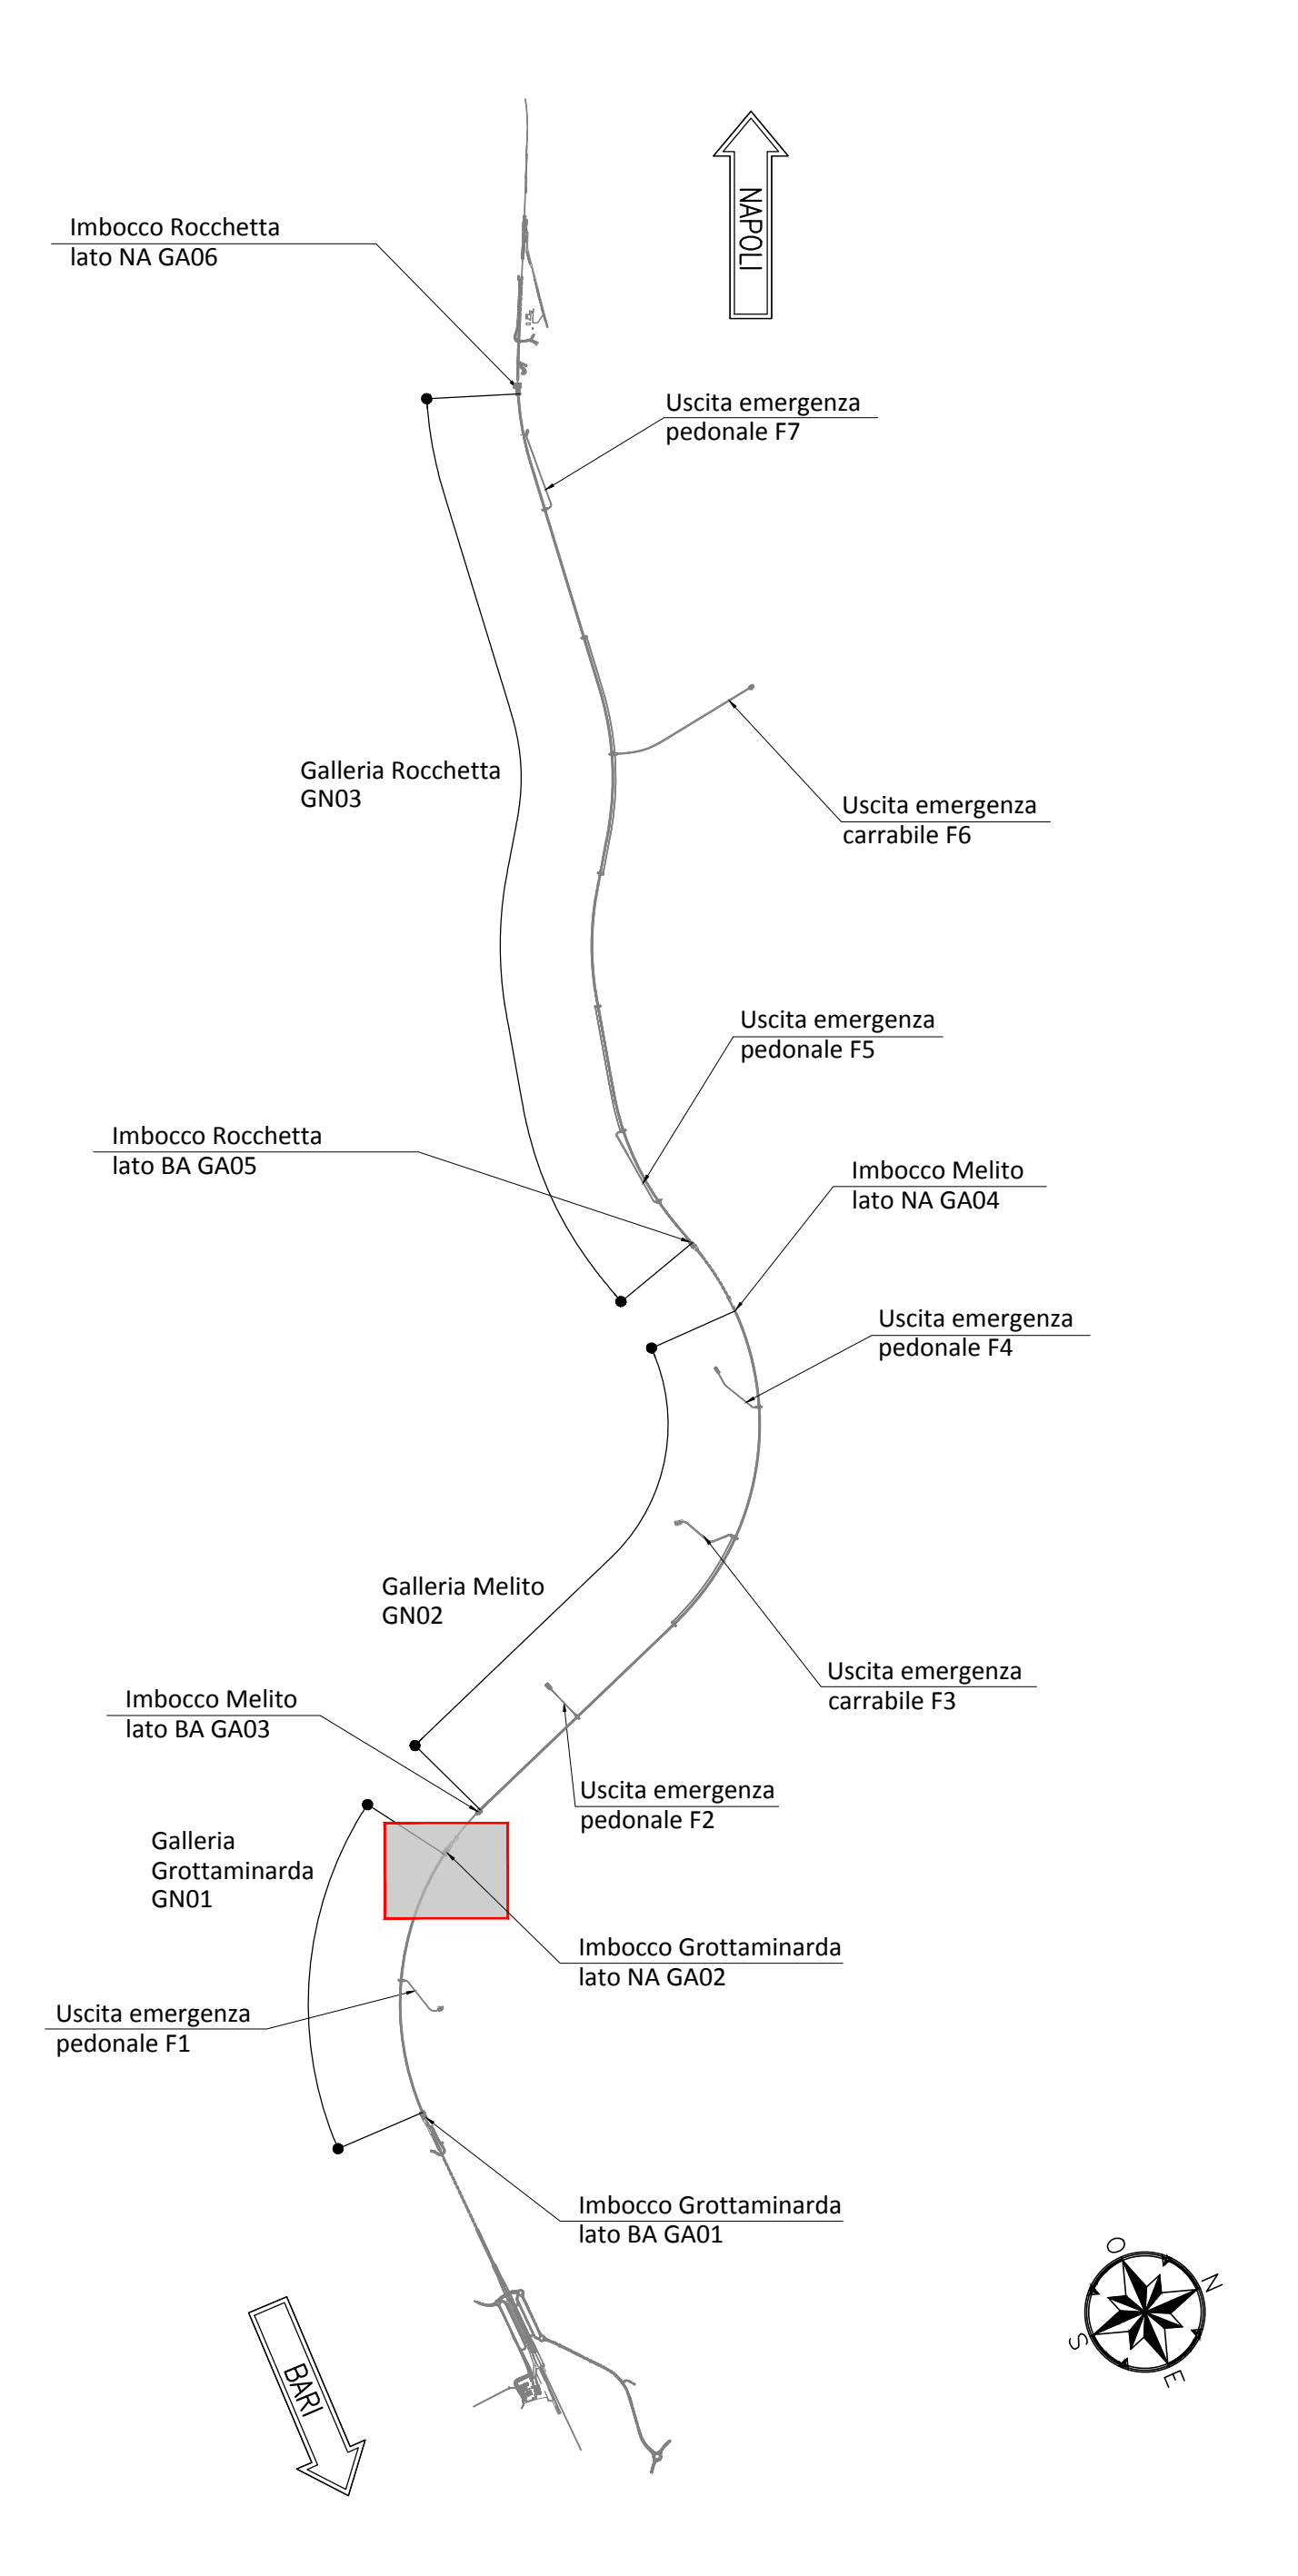 NAPOLI
Imbocco Rocchetta
lato NA GA06
Uscita emergenza
pedonale F7
Galleria Rocchetta
GN03
Uscita emergenza
carrabile F6
Uscita emergenza
pedonale F5
Imbocco Rocchetta
lato BA GA05
Imbocco Melito
lato NA GA04
Uscita emergenza
pedonale F4
Galleria Melito
GN02
Uscita emergenza
carrabile F3
Imbocco Melito
lato BA GA03
Uscita emergenza
pedonale F2
Galleria
Grottaminarda
GN01
Imbocco Grottaminarda
lato NA GA02
Uscita emergenza
pedonale F1
Imbocco Grottaminarda
lato BA GA01
BARI
O
N
S
E